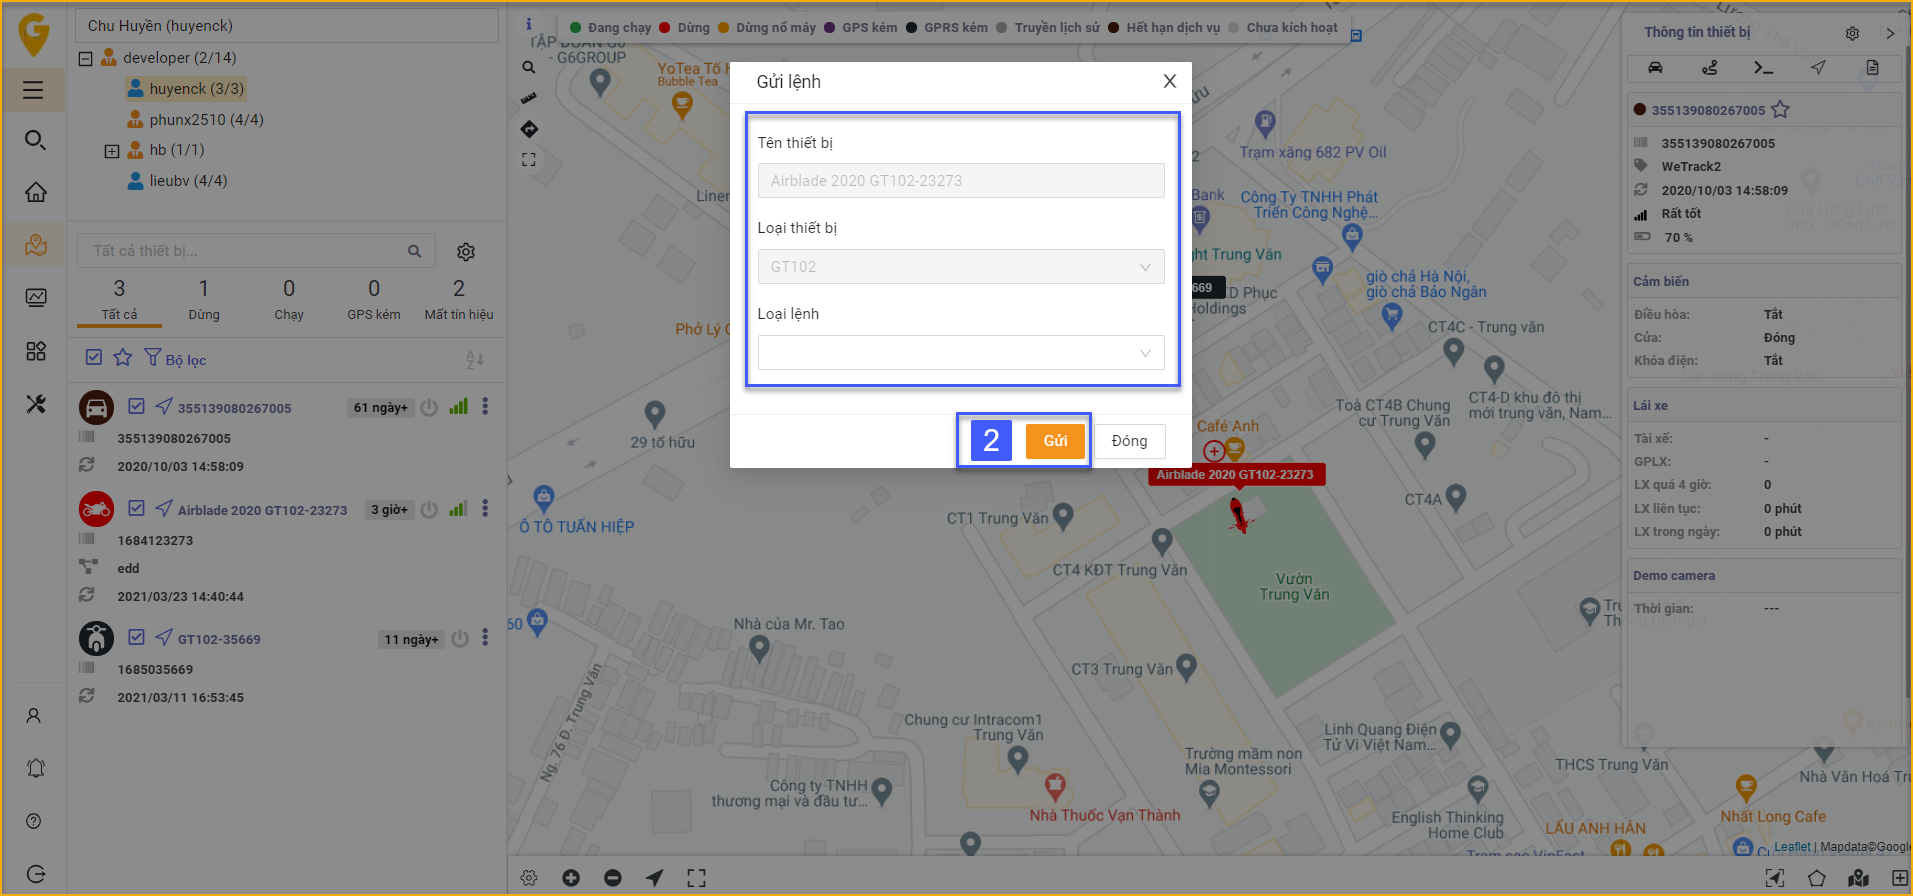 Chu Huyền (huyenck)
developer (2/14)
huyenck (3/3)
phunx2510 (4/4)
hb (1/1)
lieubv (4/4)
Tất cả thiết bị...
3 1 0 0 2
Tất cả Dừng Chạy GPS kém Mất tín hiệu
Bộ lọc
355139080267005 61 ngày+
355139080267005
2020/10/03 14:58:09
Airblade 2020 GT102-23273 3 giờ+
1684123273
edd
2021/03/23 14:40:44
GT102-35669 11 ngày+
1685035669
2021/03/11 16:53:45
Đang chạy Dừng Dừng nổ máy GPS kém GPRS kém Truyền lịch sử Hết hạn dịch vụ Chưa kích hoạt
TẬP ĐOÀN G6
- G6GROUP
YoTea Tố H
Bubble Tea
Gửi lệnh
Tên thiết bị
Airblade 2020 GT102-23273
Loại thiết bị
GT102
Loại lệnh
2 Gửi Đóng
Liner
Phở Lý
29 tố hữu
Ô TÔ TUẤN HIỆP
60
Trạm xăng 682 PV Oil
Bank
Công Ty TNHH Phát
Triển Công Nghệ...
ght Trung Văn
669
D Phục
Holdings
giò chả Hà Nội,
giò chả Bảo Ngân
CT4C - Trung văn
Toà CT4B Chung
cư Trung Văn
CT4-D khu đô thị
mới trung văn, Nam...
Café Anh
Airblade 2020 GT102-23273
CT4A
CT1 Trung Văn
CT4 KĐT Trung Văn
Vườn
Trung Văn
CT3 Trung Văn
Nhà của Mr. Tao
Ng. 76 Đ. Trung Văn
Chung cư Intracom1
Trung Văn
Công ty TNHH
thương mại và đầu tư...
Nhà Thuốc Vạn Thành
Trường mầm non
Mia Montessori
Linh Quang Điện
Tử Vi Việt Nam...
THCS Trung Văn
English Thinking
Home Club
LẨU ANH HÂN
Nhà Văn Hoá Tr
Nhất Long Cafe
Leaflet | Mapdata©Google
Thông tin thiết bị
355139080267005
355139080267005
WeTrack2
2020/10/03 14:58:09
Rất tốt
70 %
Cảm biến
Điều hòa: Tắt
Cửa: Đóng
Khóa điện: Tắt
Lái xe
Tài xế: -
GPLX: -
LX quá 4 giờ: 0
LX liên tục: 0 phút
LX trong ngày: 0 phút
Demo camera
Thời gian: ---